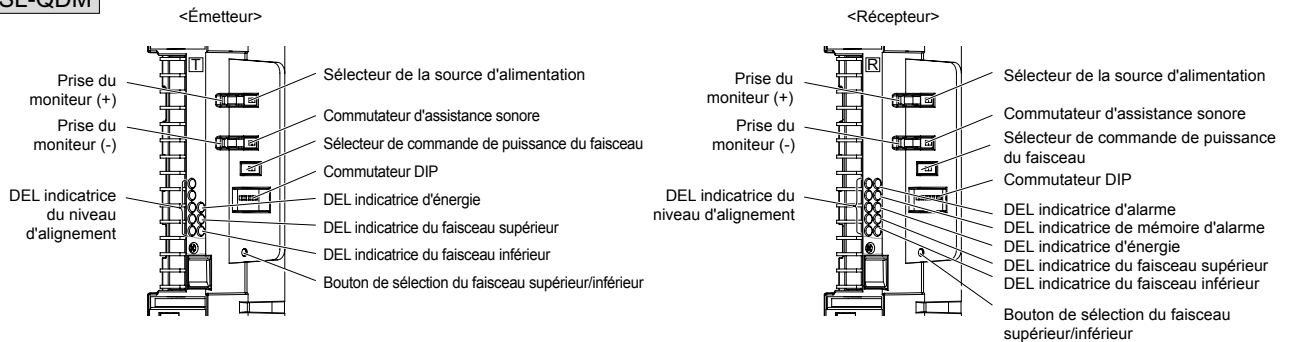 SL-QDM
<Émetteur>
T
Prise du
moniteur (+)
Prise du
moniteur (-)
DEL indicatrice
du niveau
d'alignement
Sélecteur de la source d'alimentation
Commutateur d'assistance sonore
Sélecteur de commande de puissance du faisceau
Commutateur DIP
DEL indicatrice d'énergie
DEL indicatrice du faisceau supérieur
DEL indicatrice du faisceau inférieur
Bouton de sélection du faisceau supérieur/inférieur
<Récepteur>
R
Prise du
moniteur (+)
Prise du
moniteur (-)
DEL indicatrice du
niveau d'alignement
Sélecteur de la source d'alimentation
Commutateur d'assistance sonore
Sélecteur de commande de puissance
du faisceau
Commutateur DIP
DEL indicatrice d'alarme
DEL indicatrice de mémoire d'alarme
DEL indicatrice d'énergie
DEL indicatrice du faisceau supérieur
DEL indicatrice du faisceau inférieur
Bouton de sélection du faisceau
supérieur/inférieur